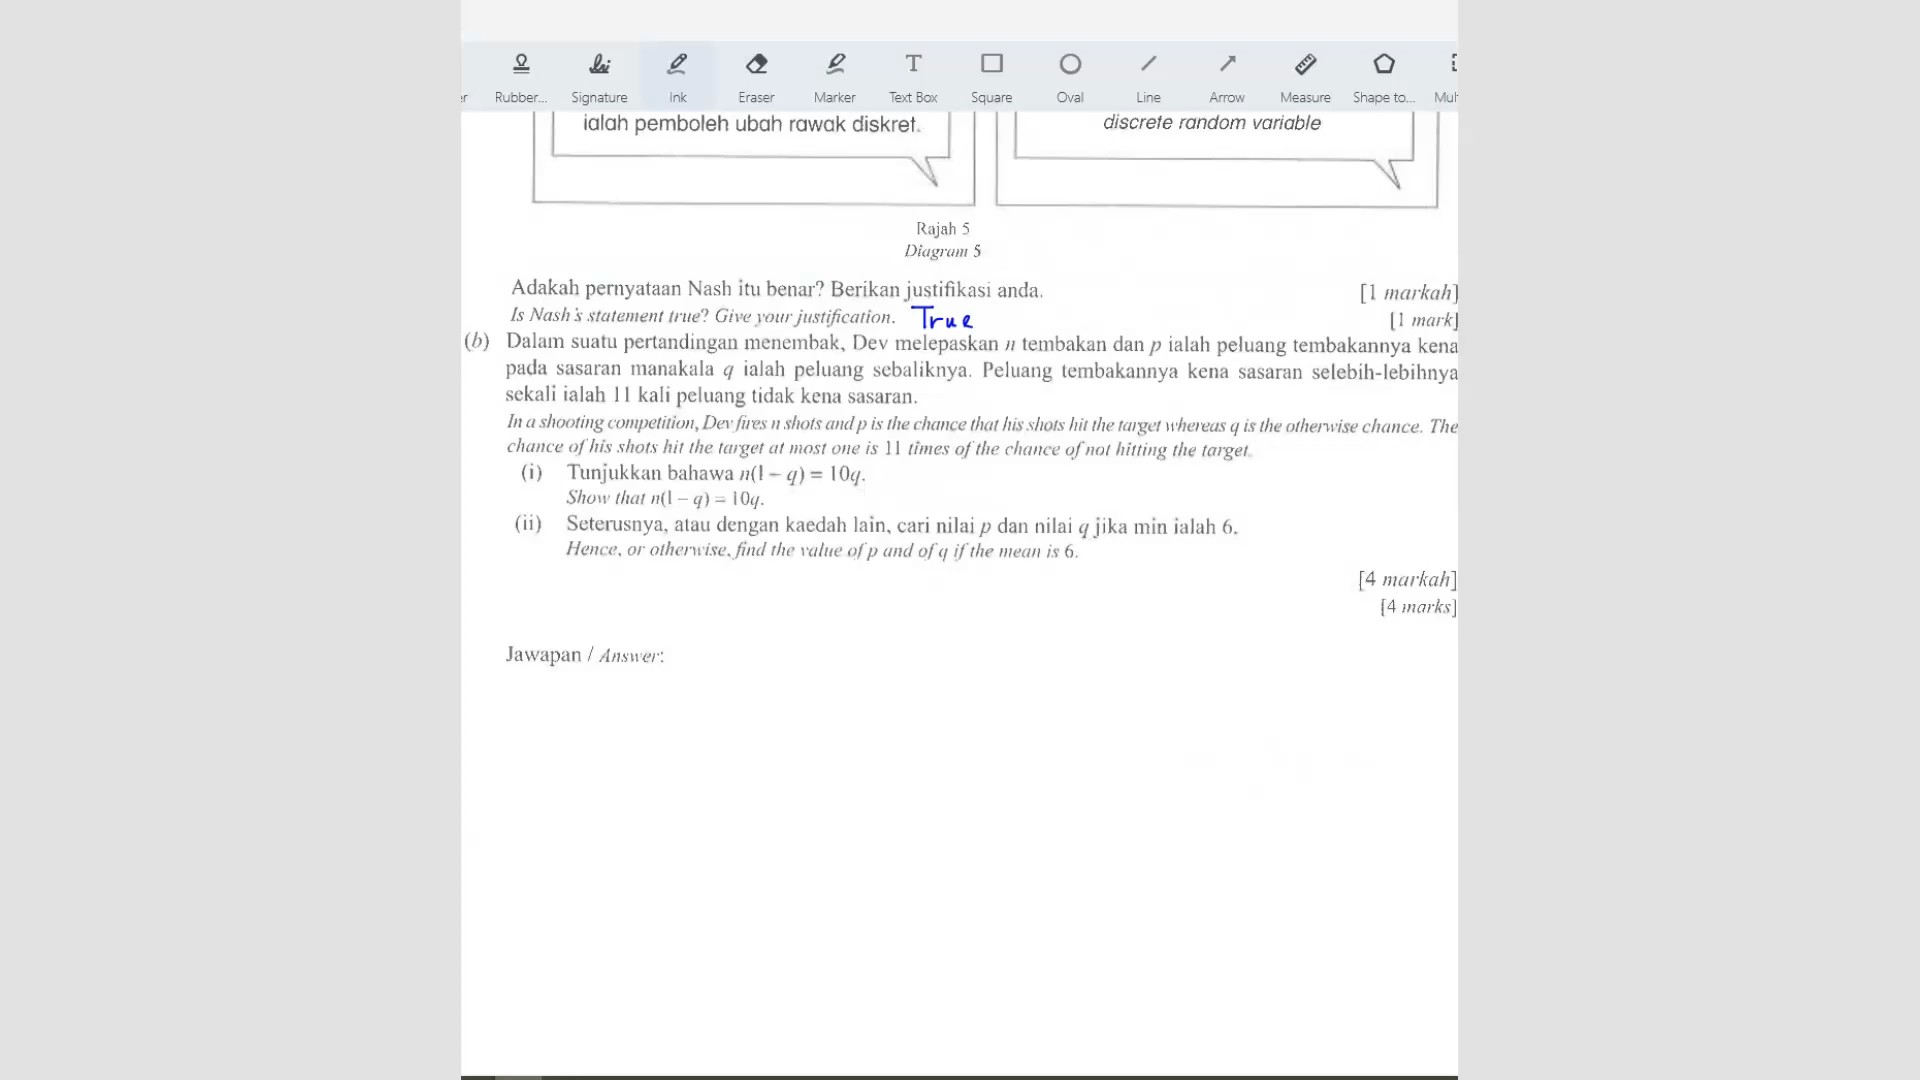 Rubber... Signature Ink Eraser Marker Text Box Square Oval Line Arrow Measure Shape to...
ialah pemboleh ubah rawak diskret.
discrete random variable
Rajah 5
Diagram 5
Adakah pernyataan Nash itu benar? Berikan justifikasi anda. [1 markah]
Is Nash's statement true? Give your justification. True [1 mark]
(b) Dalam suatu pertandingan menembak, Dev melepaskan n tembakan dan p ialah peluang tembakannya kena
pada sasaran manakala q ialah peluang sebaliknya. Peluang tembakannya kena sasaran selebih-lebihnya
sekali ialah 11 kali peluang tidak kena sasaran.
In a shooting competition, Dev fires n shots and p is the chance that his shots hit the target whereas q is the otherwise chance. The
chance of his shots hit the target at most one is 11 times of the chance of not hitting the target.
(i) Tunjukkan bahawa n(1 – q) = 10q.
Show that n(1 – q) = 10q.
(ii) Seterusnya, atau dengan kaedah lain, cari nilai p dan nilai q jika min ialah 6.
Hence, or otherwise, find the value of p and of q if the mean is 6.
[4 markah]
[4 marks]
Jawapan / Answer: